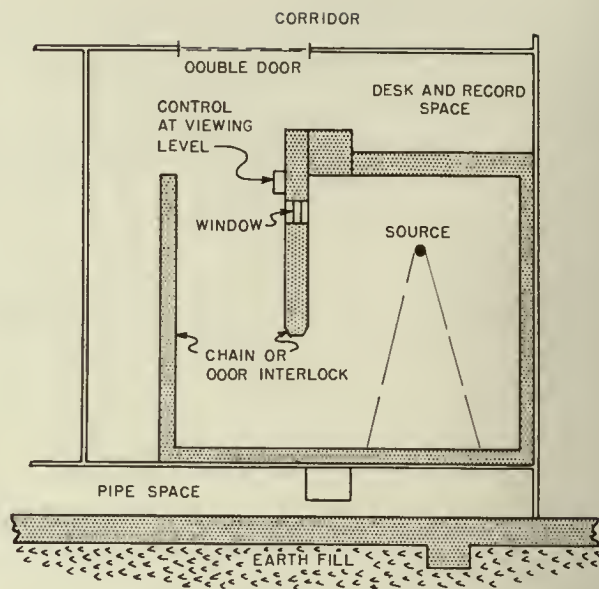 CORRIDOR
OOUBLE DOOR
DESK AND RECORD
SPACE
CONTROL
AT VIEWING
LEVEL
WINDOW
SOURCE
CHAIN OR
OOOR INTERLOCK
PIPE SPACE
EARTH FILL